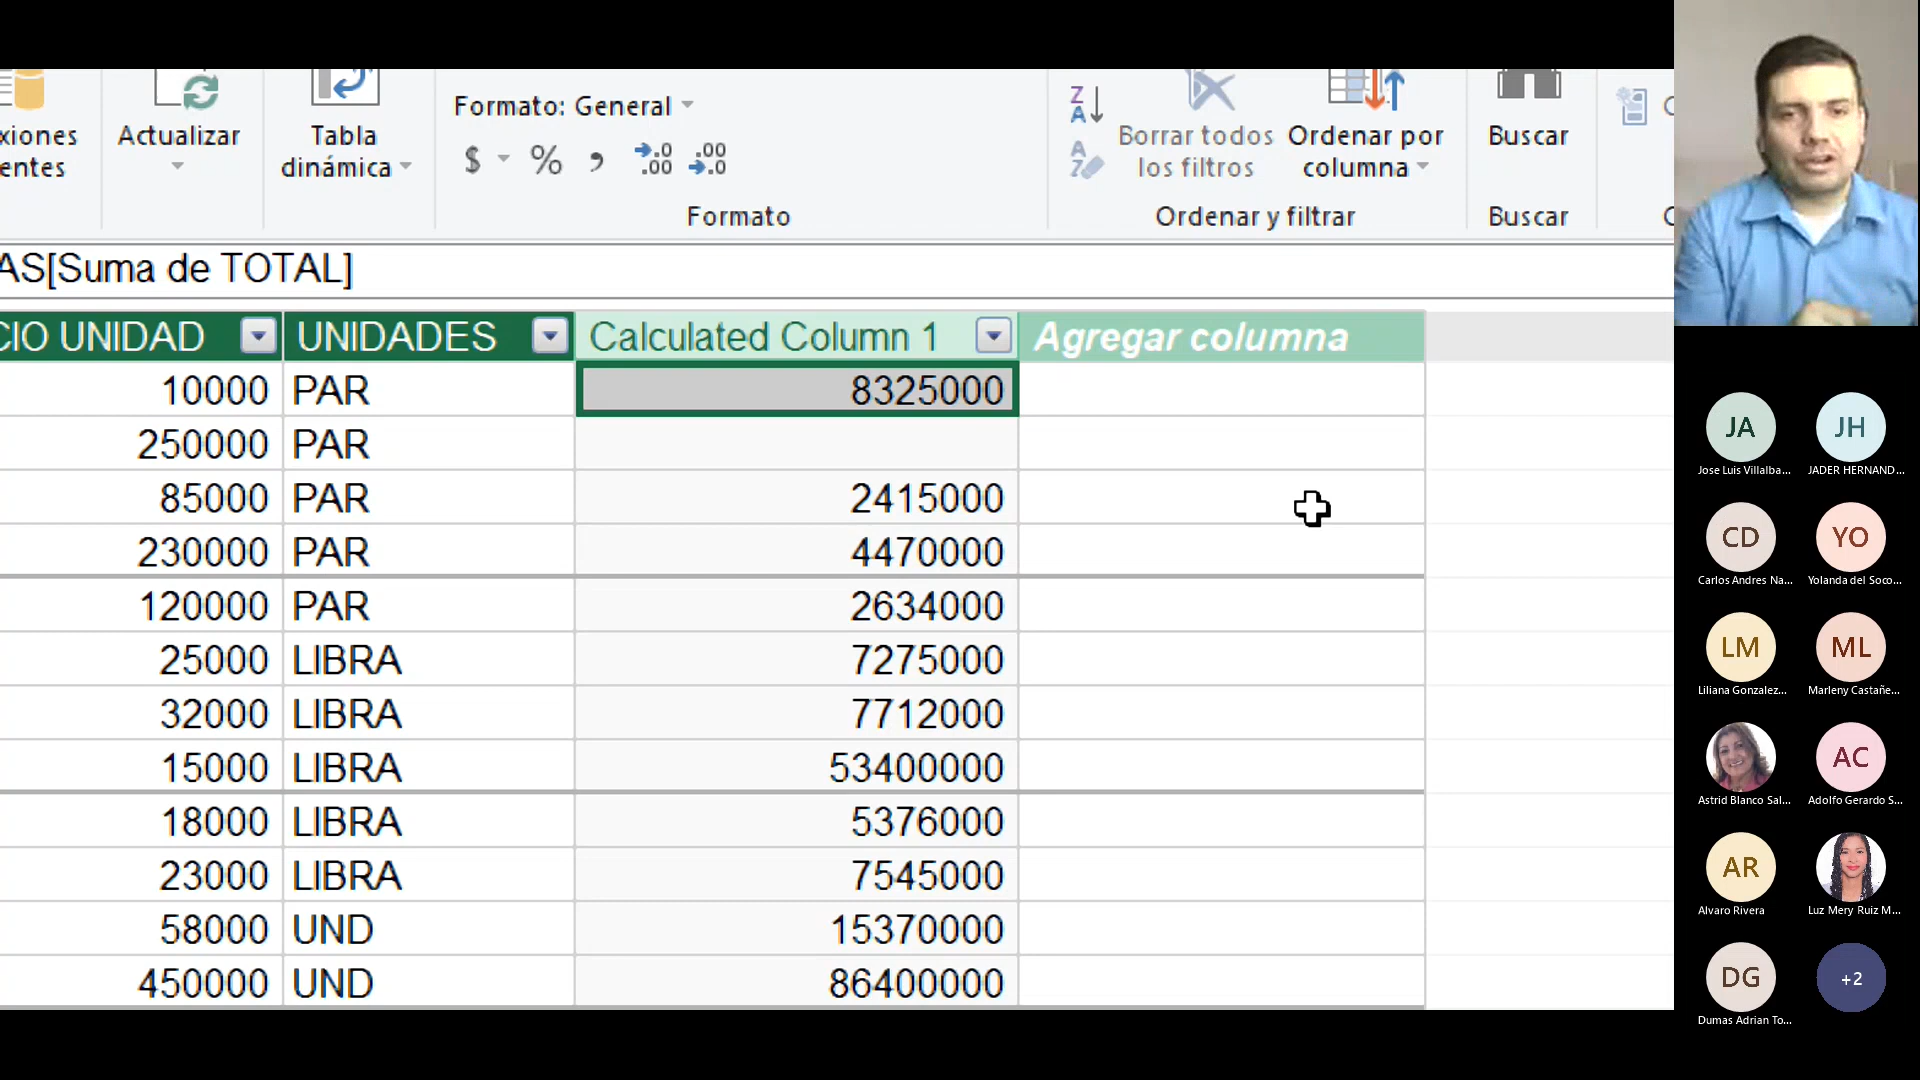 xiones
entes
Actualizar
Tabla
dinámica
Formato: General
$ % , .0 .00 .00 .0
Formato
Z
A
A
Z
Borrar todos
los filtros
Ordenar por
columna
Ordenar y filtrar
Buscar
Buscar
AS[Suma de TOTAL]
CIO UNIDAD UNIDADES Calculated Column 1 Agregar columna
10000 PAR 8325000
250000 PAR
85000 PAR 2415000
230000 PAR 4470000
120000 PAR 2634000
25000 LIBRA 7275000
32000 LIBRA 7712000
15000 LIBRA 53400000
18000 LIBRA 5376000
23000 LIBRA 7545000
58000 UND 15370000
450000 UND 86400000
JA JH
Jose Luis Villalba... JADER HERNAND...
CD YO
Carlos Andres Na... Yolanda del Soco...
LM ML
Liliana Gonzalez... Marleny Castañe...
AC
Astrid Blanco Sal... Adolfo Gerardo S...
AR
Alvaro Rivera Luz Mery Ruiz M...
DG +2
Dumas Adrian To...